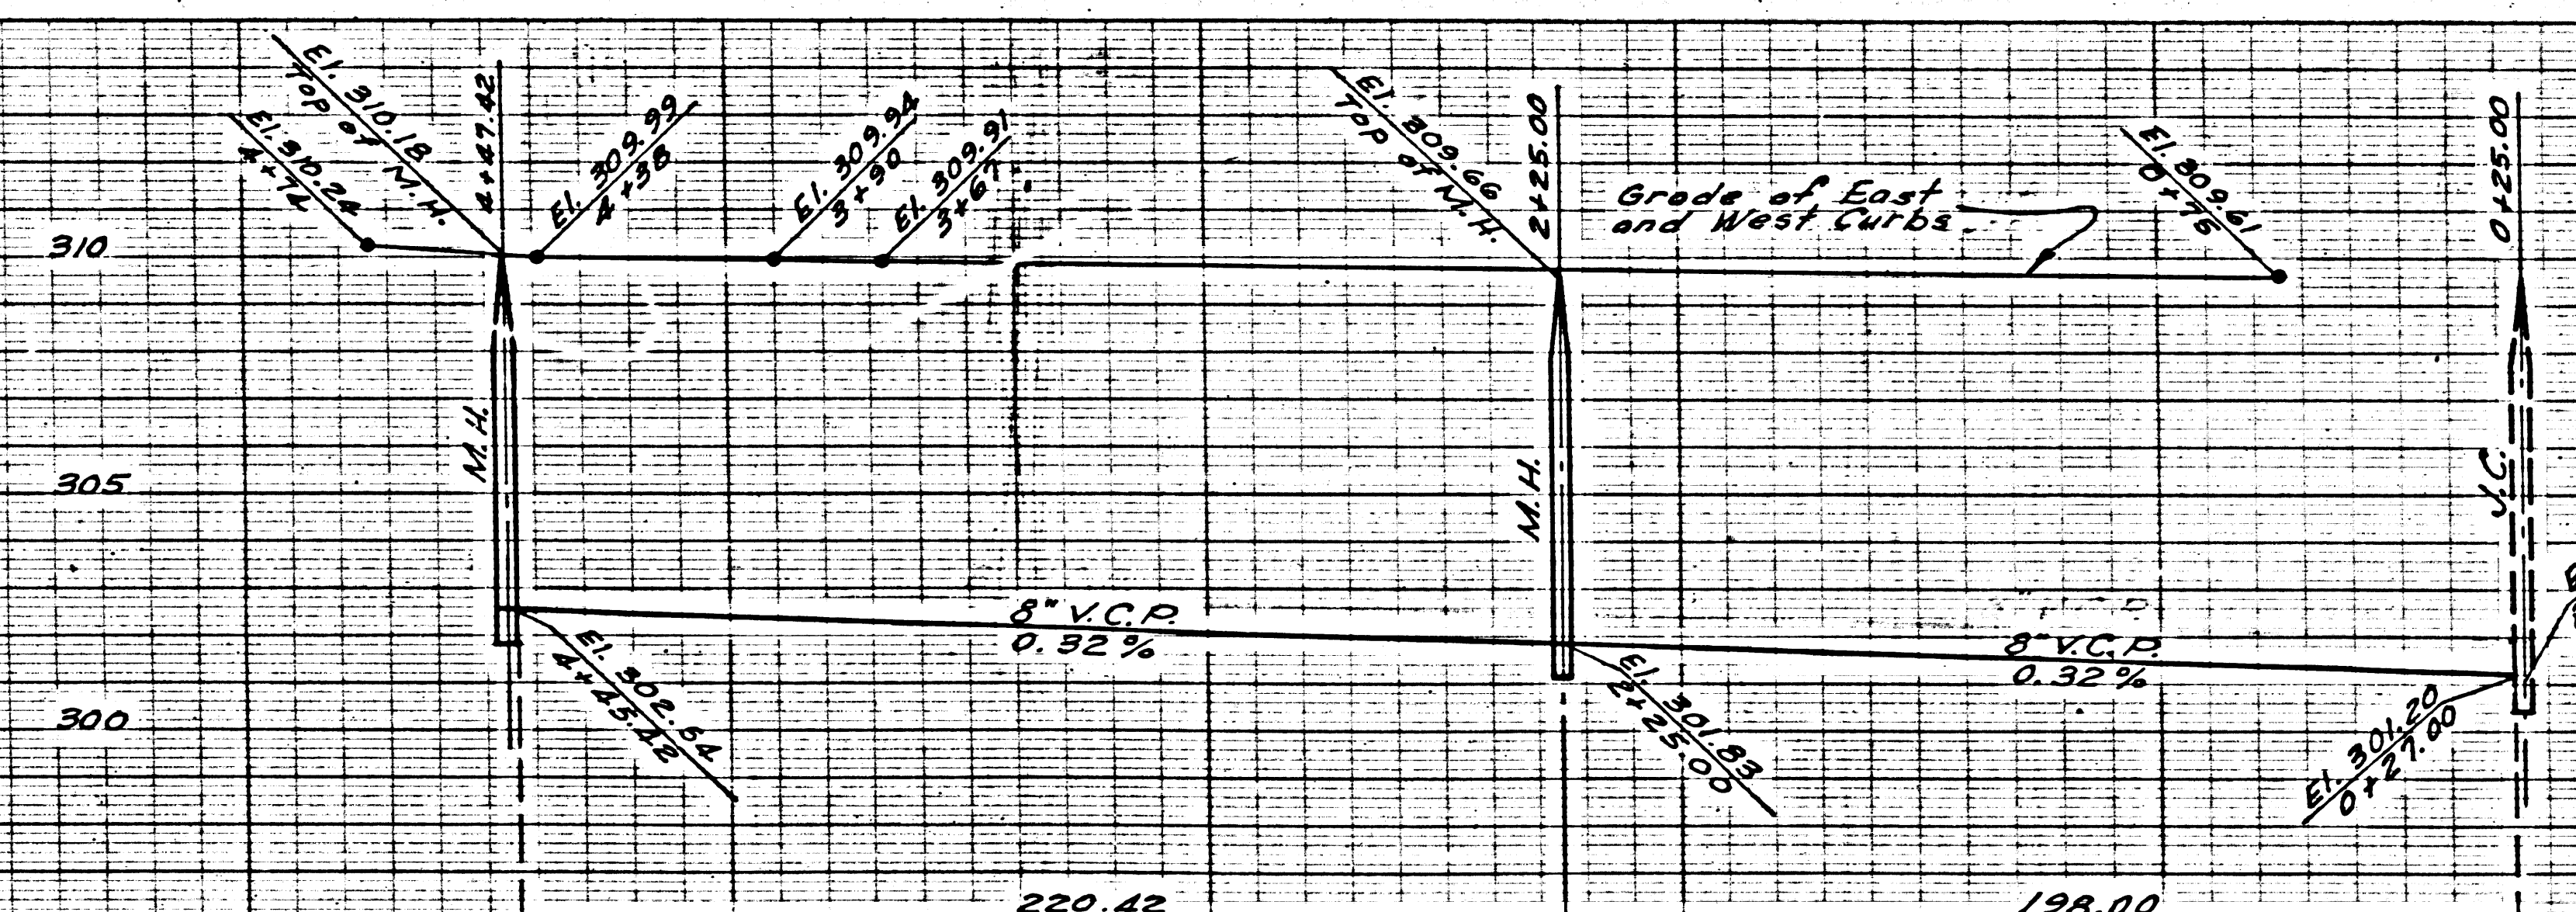 El. 310.18
Top of M.H.
El. 310.24
4+74
4+47.42
El. 309.99
4+38
El. 309.94
3+90
El. 309.91
3+67
El. 309.66
Top of M.H.
2+25.00
Grade of East
and West Curbs
El. 309.61
0+75
0+25.00
310
305
300
M.H.
M.H.
J.C.
8" V.C.P.
0.32%
8" V.C.P.
0.32%
El. 302.54
4+45.42
El. 301.83
2+25.00
El. 301.20
0+27.00
220.42
198.00